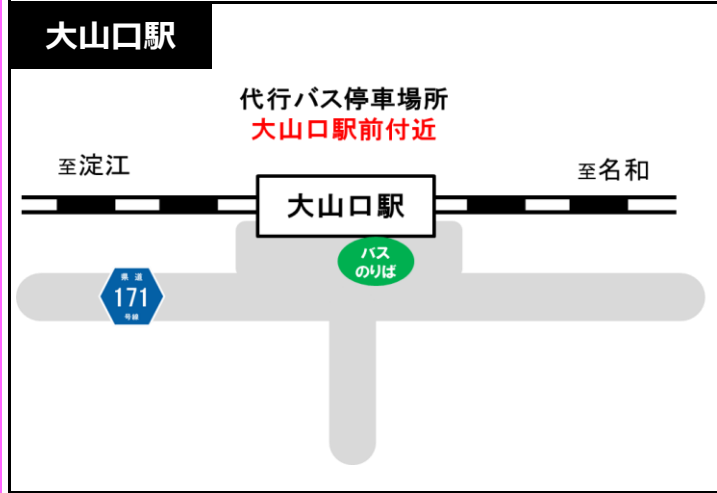 大山口駅
代行バス停車場所
大山口駅前付近
至淀江
至名和
大山口駅
バス
のりば
県道
171
号線